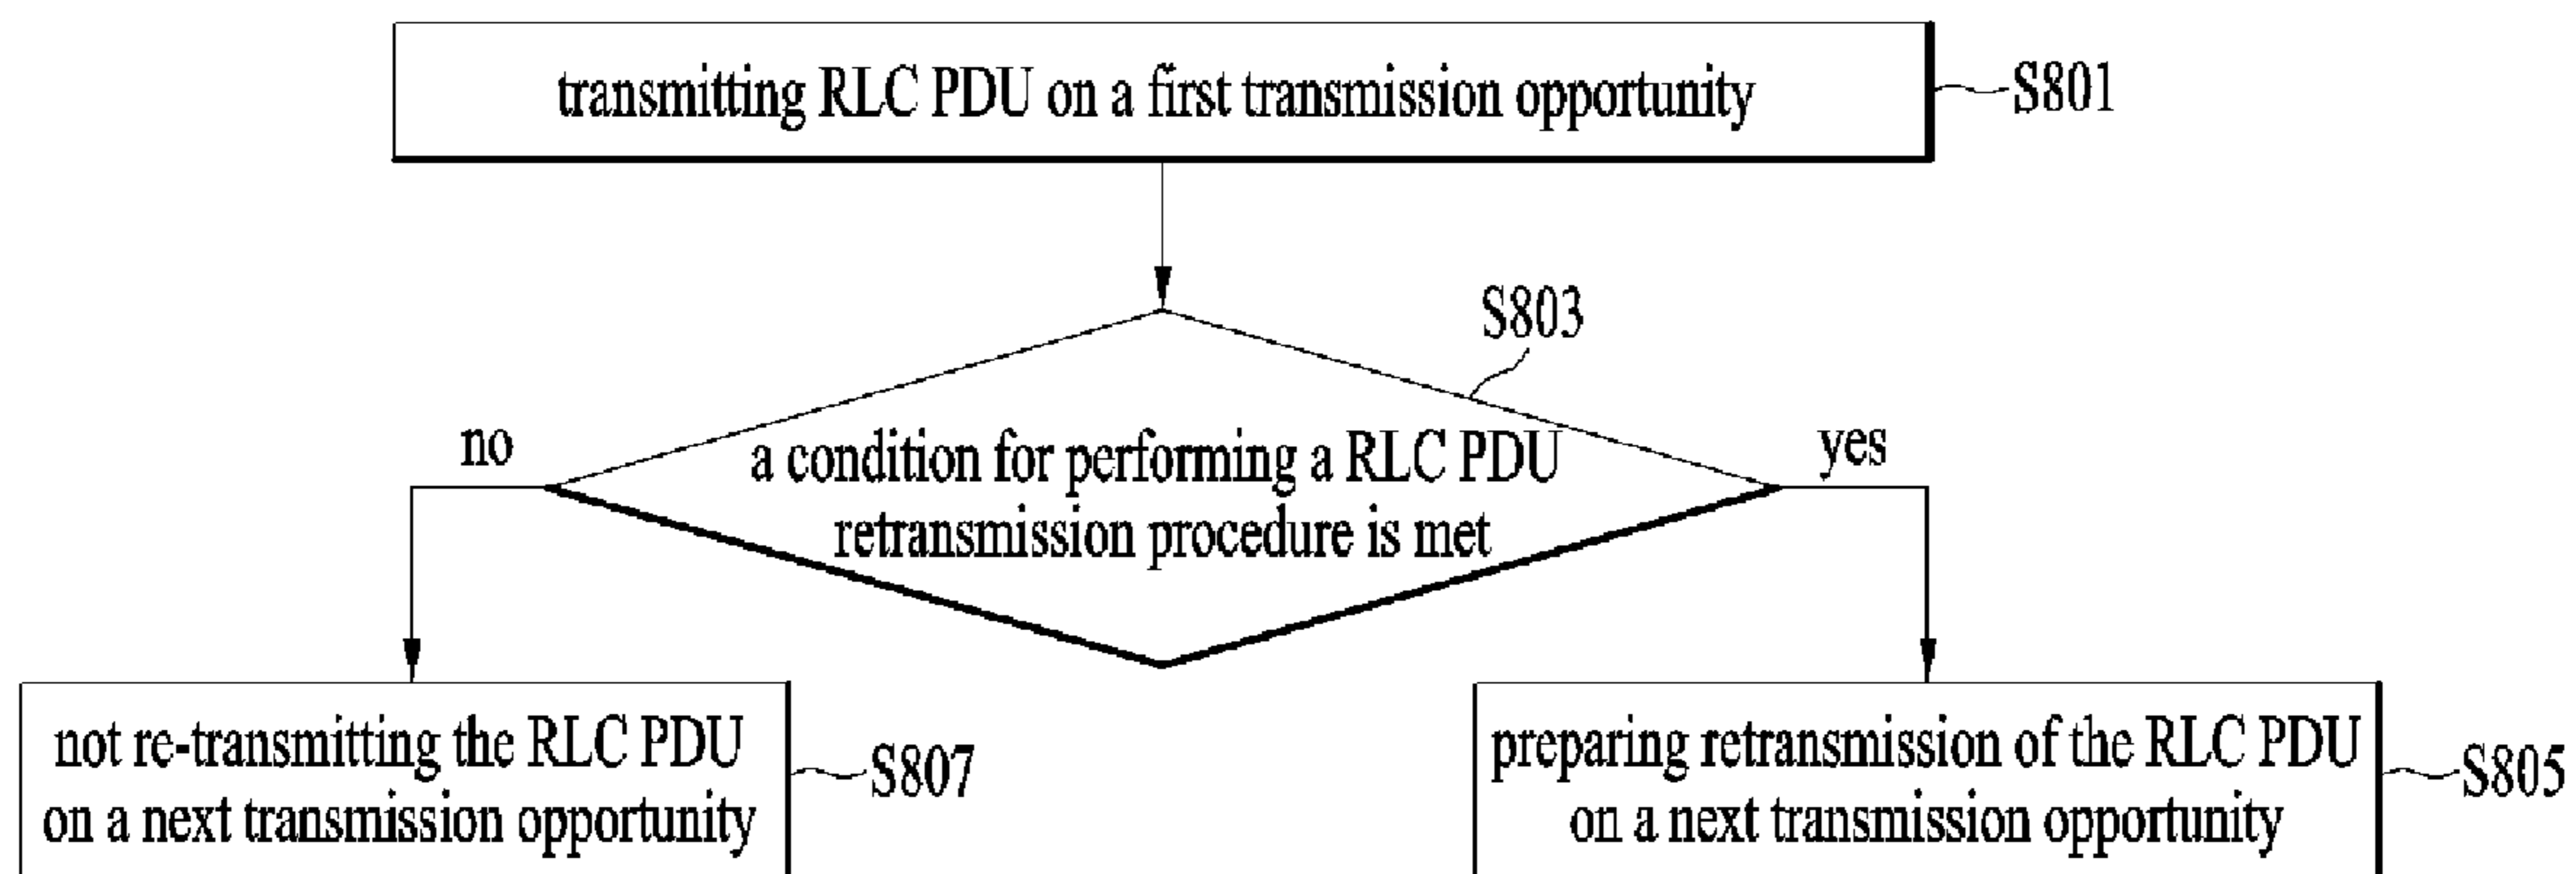 transmitting RLC PDU on a first transmission opportunity
S801
S803
no
a condition for performing a RLC PDU
retransmission procedure is met
yes
not re-transmitting the RLC PDU
on a next transmission opportunity
S807
preparing retransmission of the RLC PDU
on a next transmission opportunity
S805